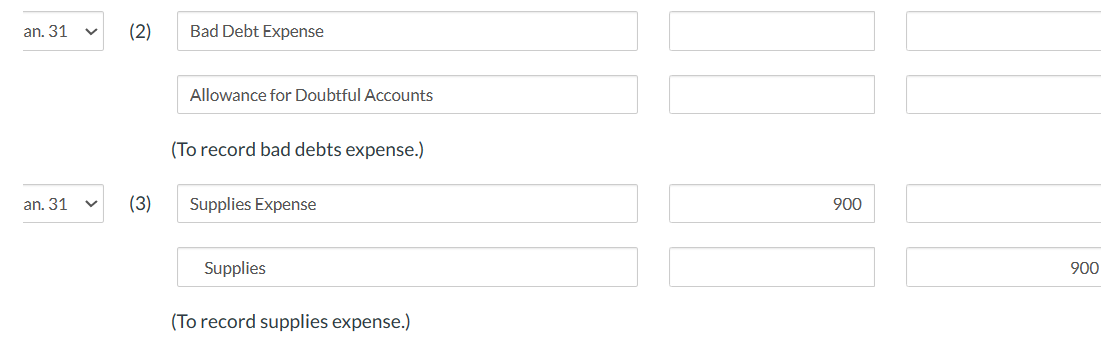 an. 31 (2) Bad Debt Expense
Allowance for Doubtful Accounts
(To record bad debts expense.)
an. 31 (3) Supplies Expense 900
Supplies 900
(To record supplies expense.)